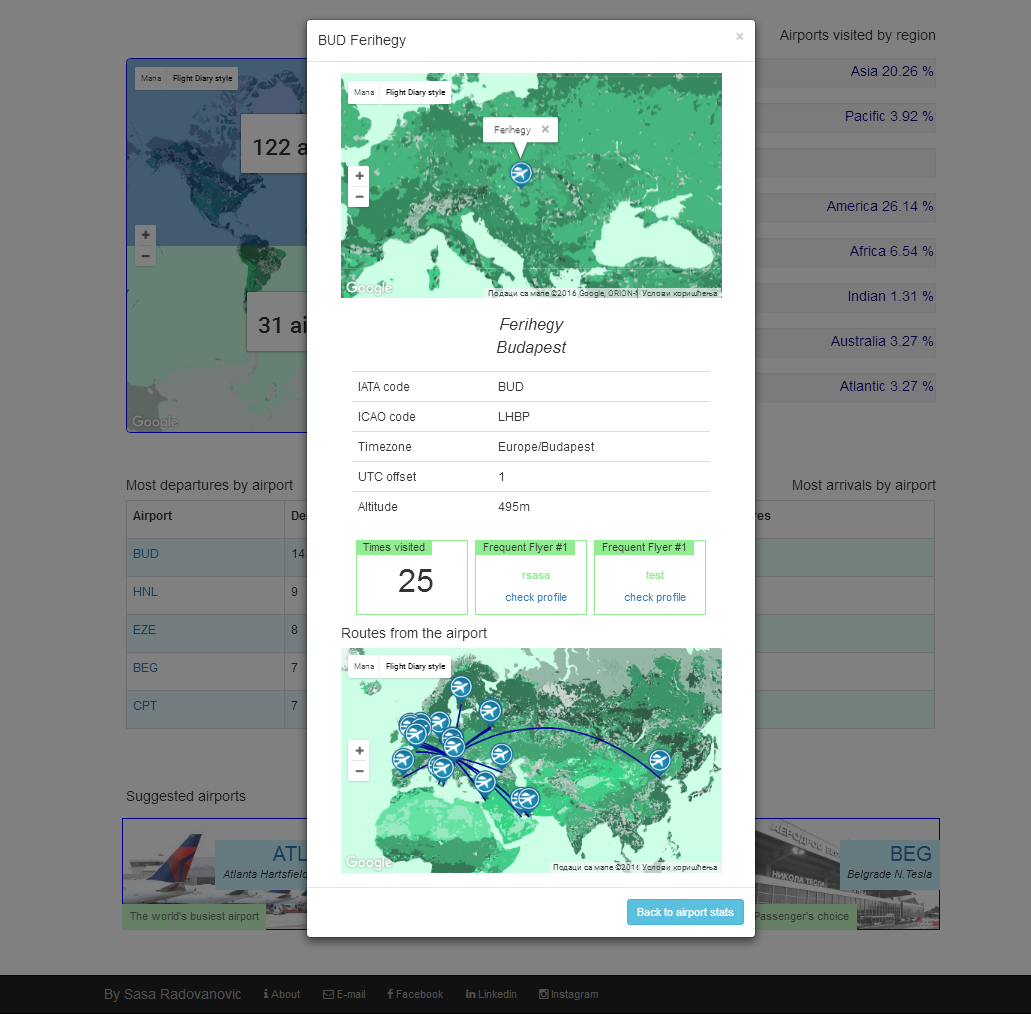 Airports visited by region
Mana
Flight Diary style
122 a
31 ai
+
−
Google
Asia 20.26 %
Pacific 3.92 %
America 26.14 %
Africa 6.54 %
Indian 1.31 %
Australia 3.27 %
Atlantic 3.27 %
BUD Ferihegy
×
Мапа
Flight Diary style
Ferihegy ×
+
−
Google
Подаци са мапе ©2016 Google, ORION-
Услови коришћења
Ferihegy
Budapest
IATA code BUD
ICAO code LHBP
Timezone Europe/Budapest
UTC offset 1
Altitude 495m
Times visited
25
Frequent Flyer #1
rsasa
check profile
Frequent Flyer #1
test
check profile
Routes from the airport
Мапа
Flight Diary style
+
−
Google
Подаци са мапе ©2016
Услови коришћења
Back to airport stats
Most departures by airport
Most arrivals by airport
Airport De res
BUD 14
HNL 9
EZE 8
BEG 7
CPT 7
Suggested airports
ATL
Atlanta Hartsfield
The world's busiest airport
АЕРОДРОМ БЕО
НИКОЛА ТЕСЛА
BEG
Belgrade N.Tesla
Passenger's choice
By Sasa Radovanovic
About
E-mail
Facebook
Linkedin
Instagram